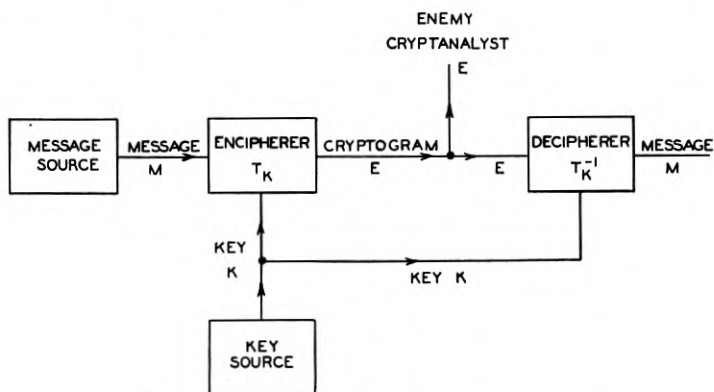 ENEMY
CRYPTANALYST
E
MESSAGE
SOURCE
MESSAGE
M
ENCIPHERER
T_K
CRYPTOGRAM
E
E
DECIPHERER
T_K^-1
MESSAGE
M
KEY
K
KEY K
KEY
SOURCE